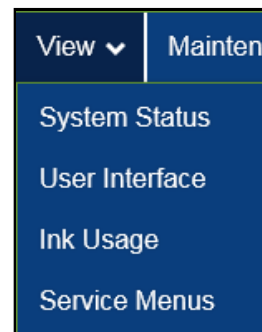 View Mainten
System Status
User Interface
Ink Usage
Service Menus